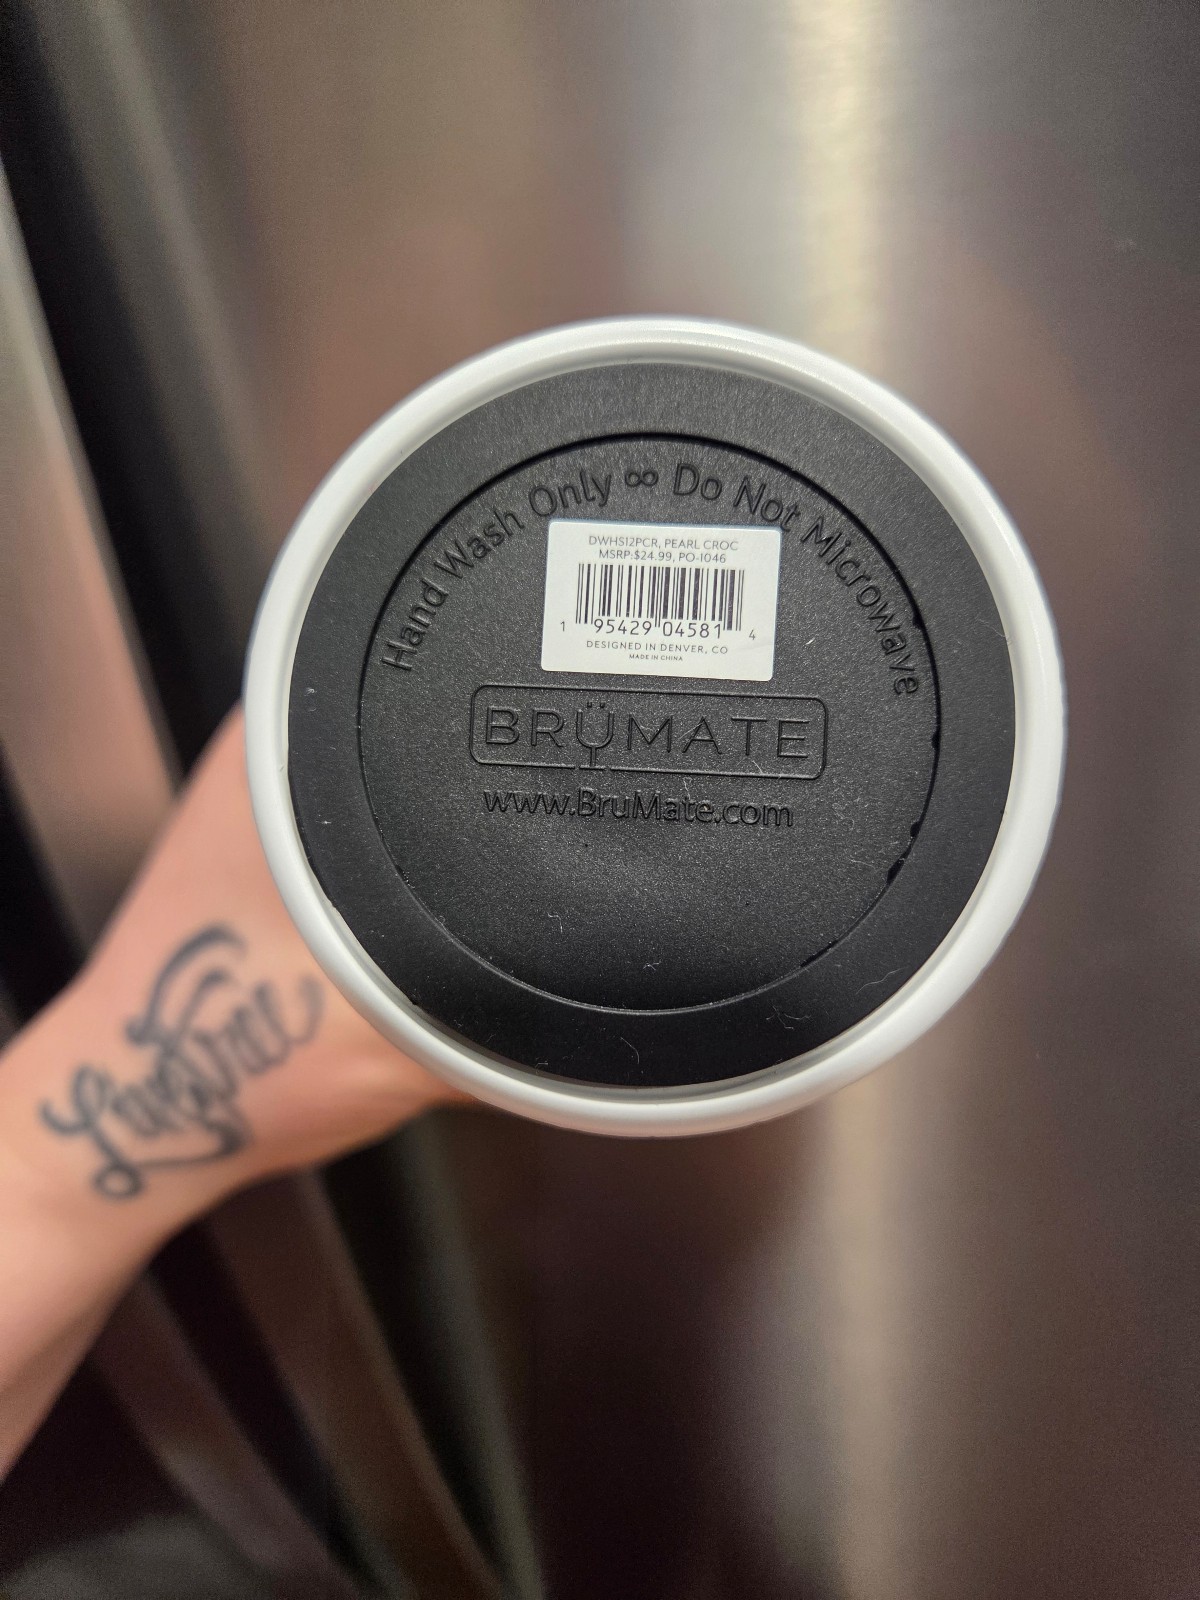 Hand Wash Only ∞ Do Not Microwave
DWHS12PCR, PEARL CROC
MSRP:$24.99, PO-1046
1 95429 04581 4
DESIGNED IN DENVER, CO
MADE IN CHINA
BRÜMATE
www.BruMate.com